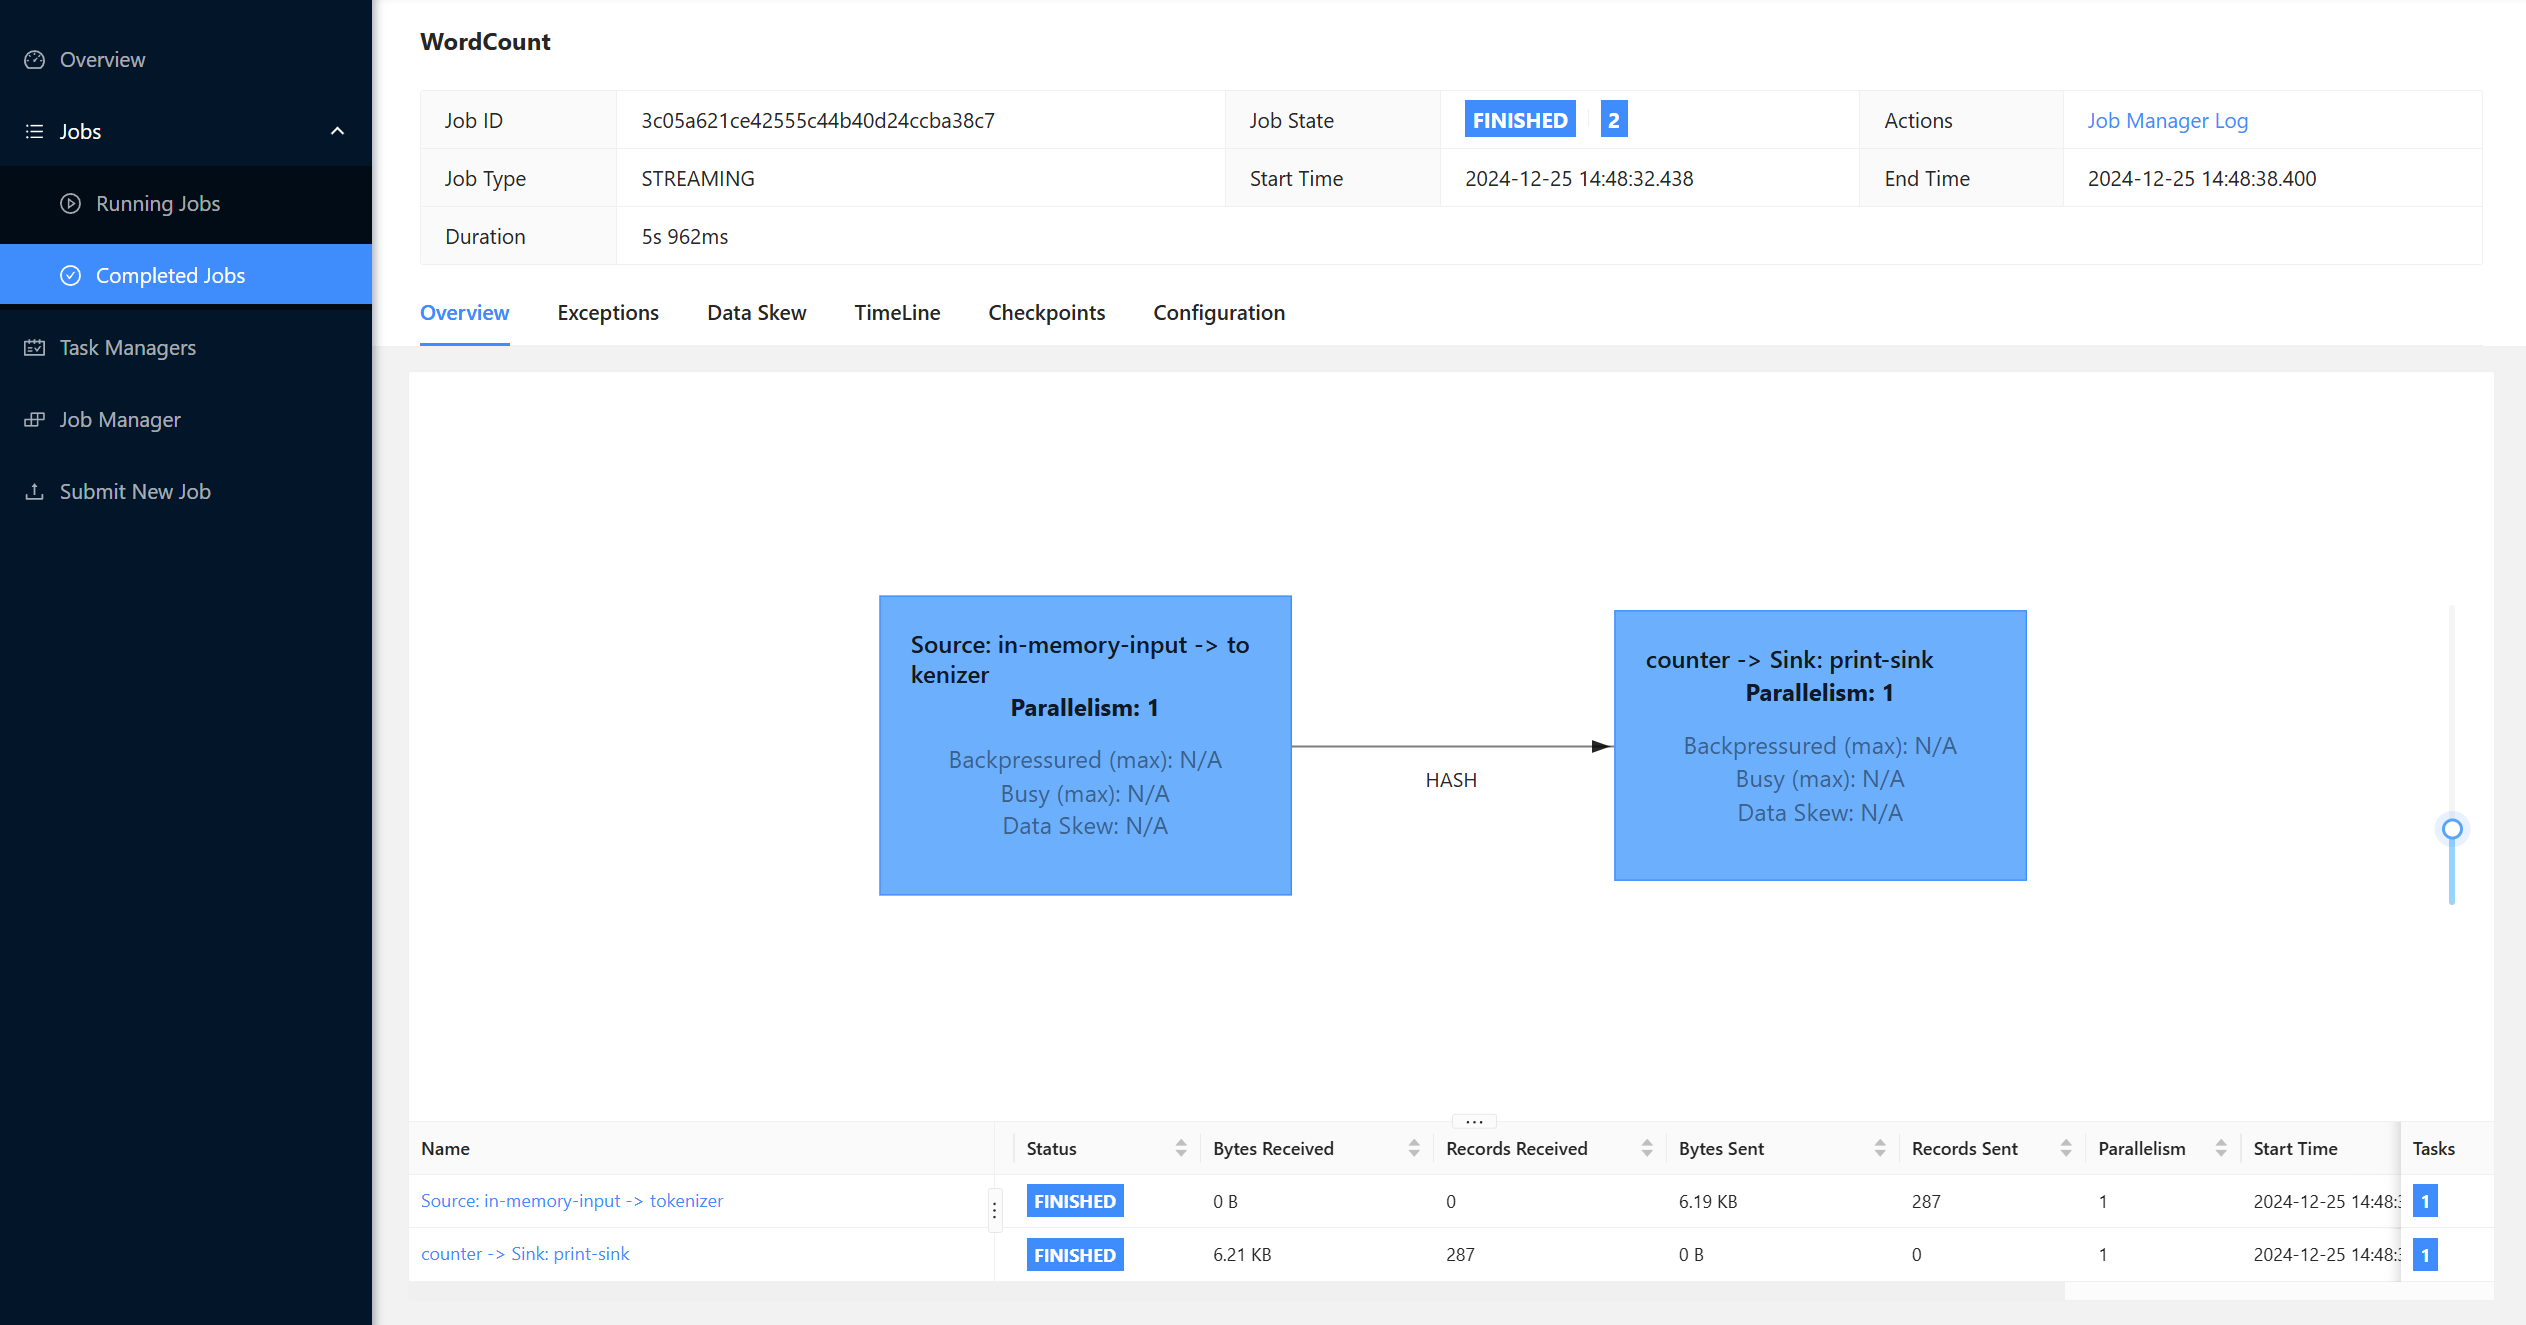 Overview
Jobs
Running Jobs
Completed Jobs
Task Managers
Job Manager
Submit New Job
WordCount
Job ID 3c05a621ce42555c44b40d24ccba38c7 Job State FINISHED 2 Actions Job Manager Log
Job Type STREAMING Start Time 2024-12-25 14:48:32.438 End Time 2024-12-25 14:48:38.400
Duration 5s 962ms
Overview Exceptions Data Skew TimeLine Checkpoints Configuration
Source: in-memory-input -> to
kenizer
Parallelism: 1
Backpressured (max): N/A
Busy (max): N/A
Data Skew: N/A
HASH
counter -> Sink: print-sink
Parallelism: 1
Backpressured (max): N/A
Busy (max): N/A
Data Skew: N/A
Name Status Bytes Received Records Received Bytes Sent Records Sent Parallelism Start Time Tasks
Source: in-memory-input -> tokenizer FINISHED 0 B 0 6.19 KB 287 1 2024-12-25 14:48: 1
counter -> Sink: print-sink FINISHED 6.21 KB 287 0 B 0 1 2024-12-25 14:48: 1